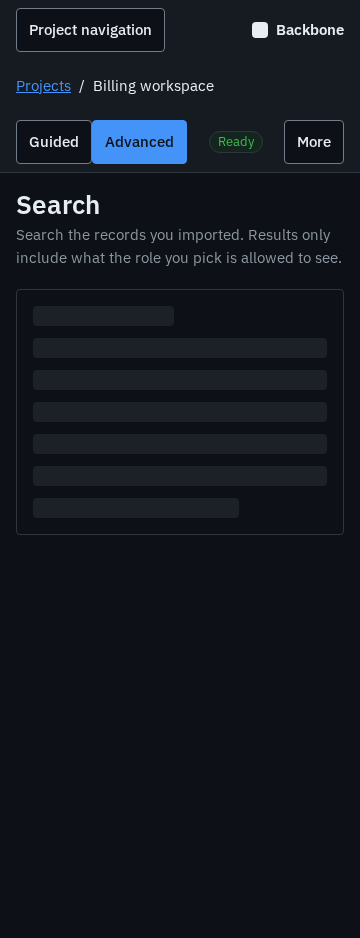 Project navigation
Backbone
Projects / Billing workspace
Guided
Advanced
Ready
More
Search
Search the records you imported. Results only
include what the role you pick is allowed to see.